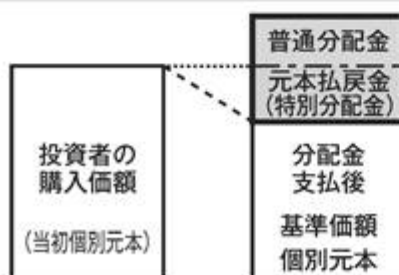 普通分配金
元本払戻金
(特別分配金)
投資者の
購入価額
(当初個別元本)
分配金
支払後
基準価額
個別元本